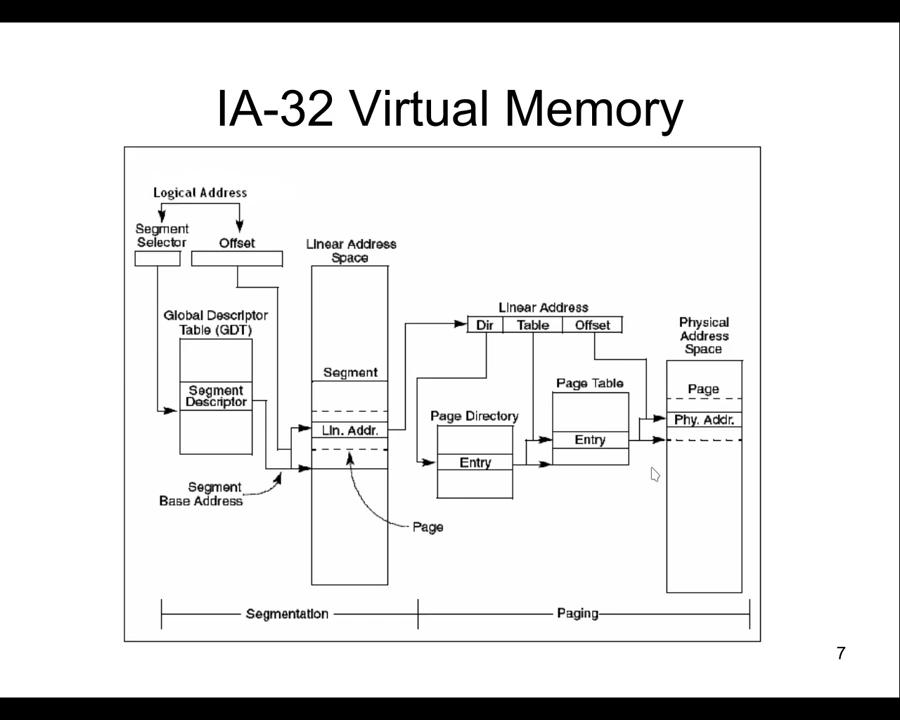 IA-32 Virtual Memory
Logical Address
Segment
Selector
Offset
Linear Address
Space
Global Descriptor
Table (GDT)
Segment
Descriptor
Segment
Lin. Addr.
Segment
Base Address
Page
Linear Address
Dir
Table
Offset
Page Directory
Entry
Page Table
Entry
Physical
Address
Space
Page
Phy. Addr.
Segmentation
Paging
7